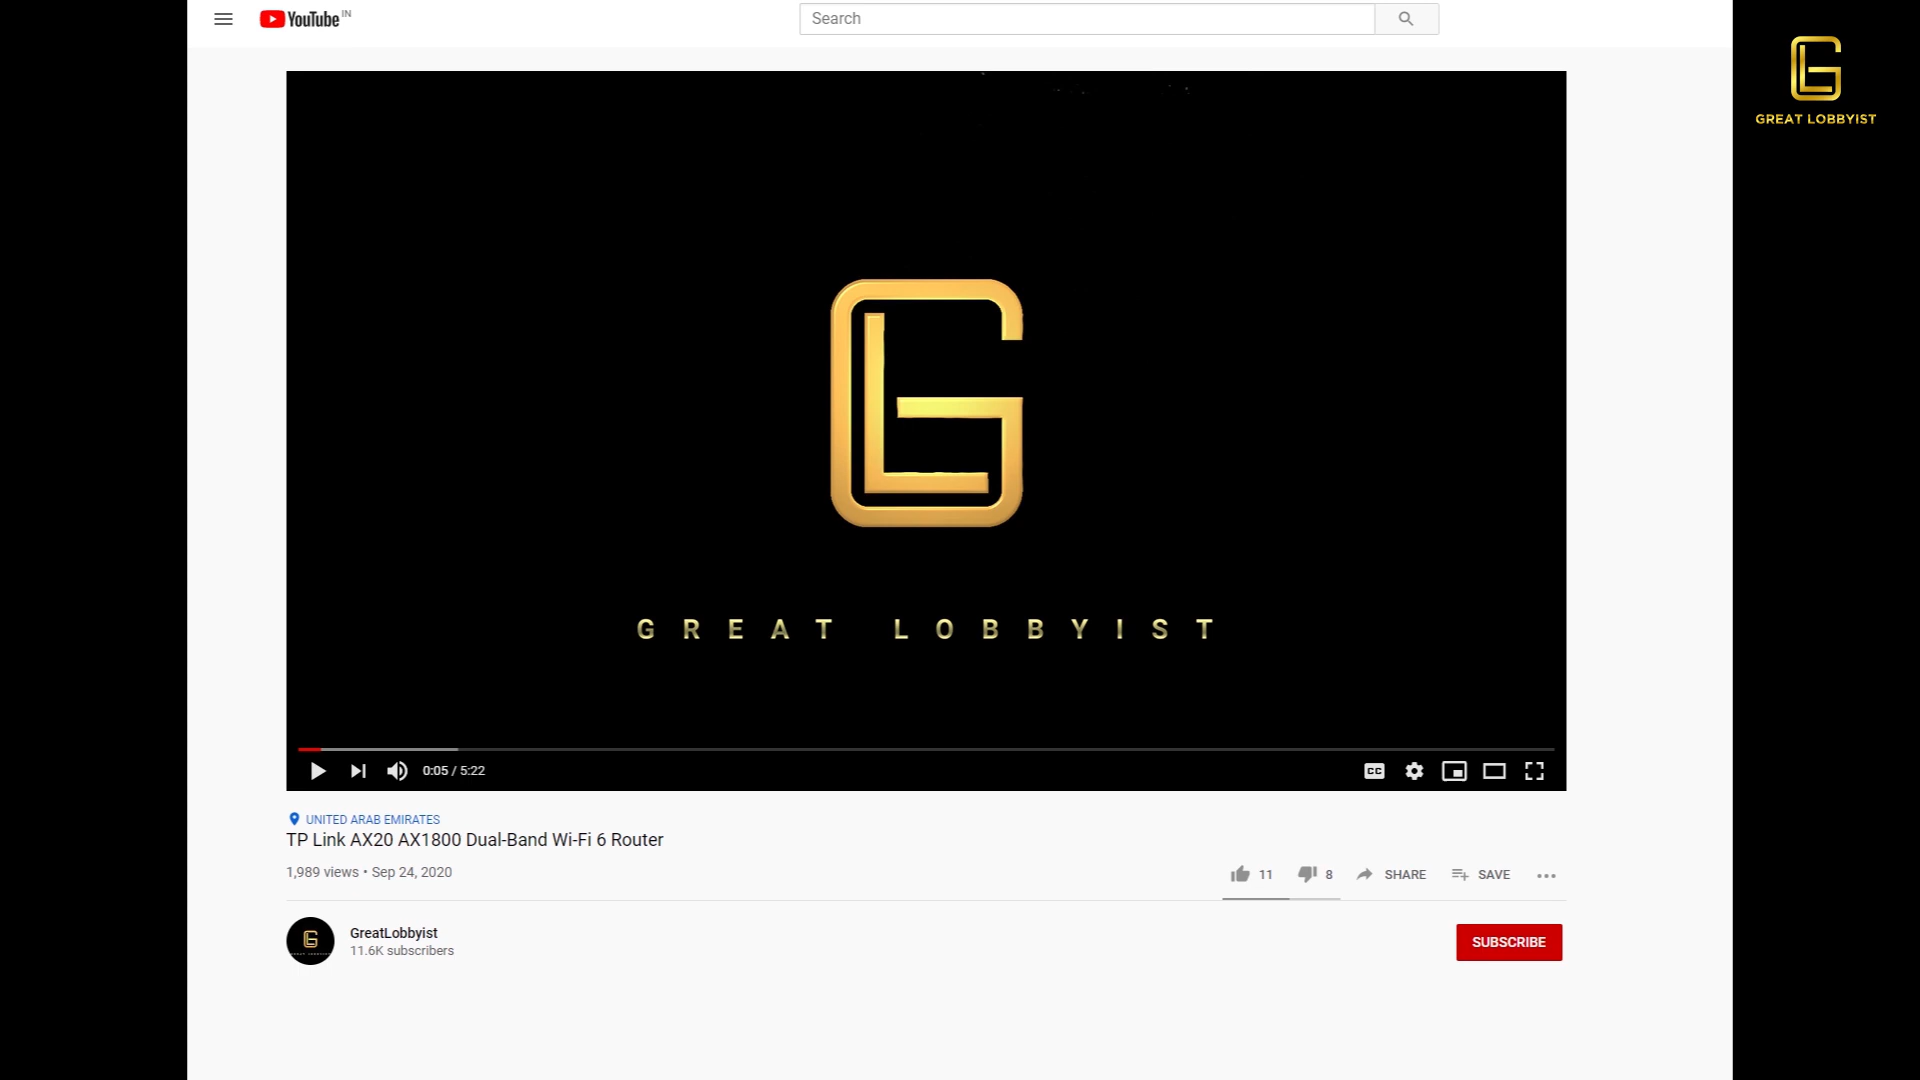 YouTube IN
Search
GREAT LOBBYIST
GREAT LOBBYIST
0:05 / 5:22
CC
UNITED ARAB EMIRATES
TP Link AX20 AX1800 Dual-Band Wi-Fi 6 Router
1,989 views • Sep 24, 2020
11
8
SHARE
SAVE
GreatLobbyist
11.6K subscribers
SUBSCRIBE